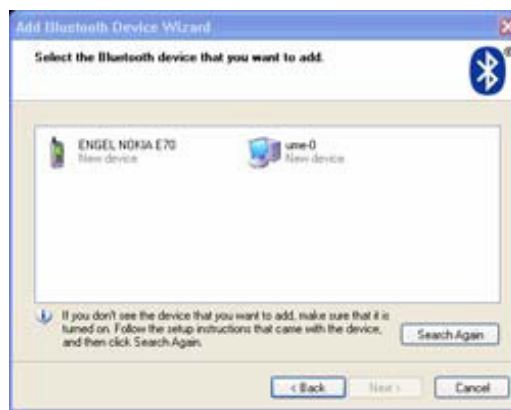 Add Bluetooth Device Wizard
Select the Bluetooth device that you want to add.
ENGEL NOKIA E70
New device
ume-0
New device
If you don't see the device that you want to add, make sure that it is
turned on. Follow the setup instructions that came with the device,
and then click Search Again.
Search Again
< Back
Next >
Cancel